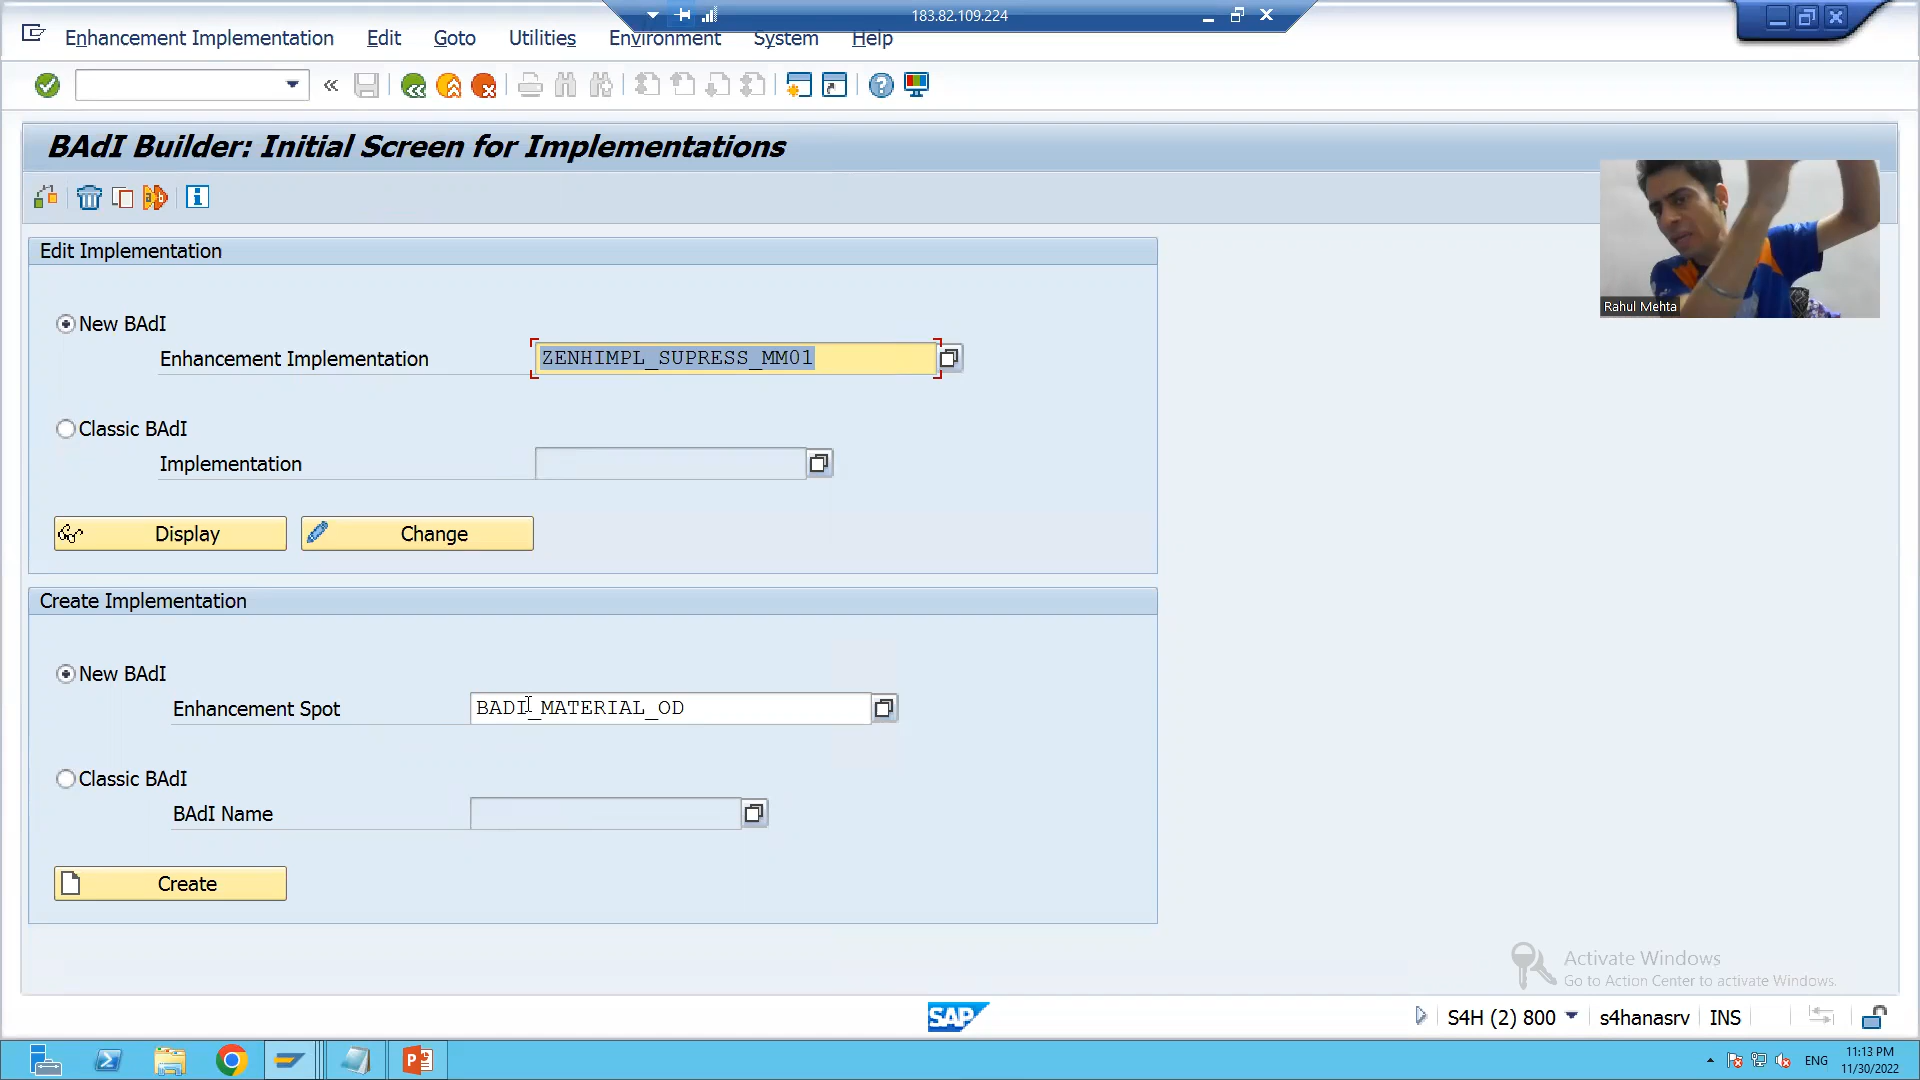 183.82.109.224
Enhancement Implementation Edit Goto Utilities Environment System Help
BAdI Builder: Initial Screen for Implementations
Edit Implementation
New BAdI
Enhancement Implementation ZENHIMPL_SUPRESS_MM01
Classic BAdI
Implementation
Display Change
Create Implementation
New BAdI
Enhancement Spot BADI_MATERIAL_OD
Classic BAdI
BAdI Name
Create
Rahul Mehta
Activate Windows
Go to Action Center to activate Windows.
SAP
S4H (2) 800 s4hanasrv INS
ENG
11:13 PM
11/30/2022